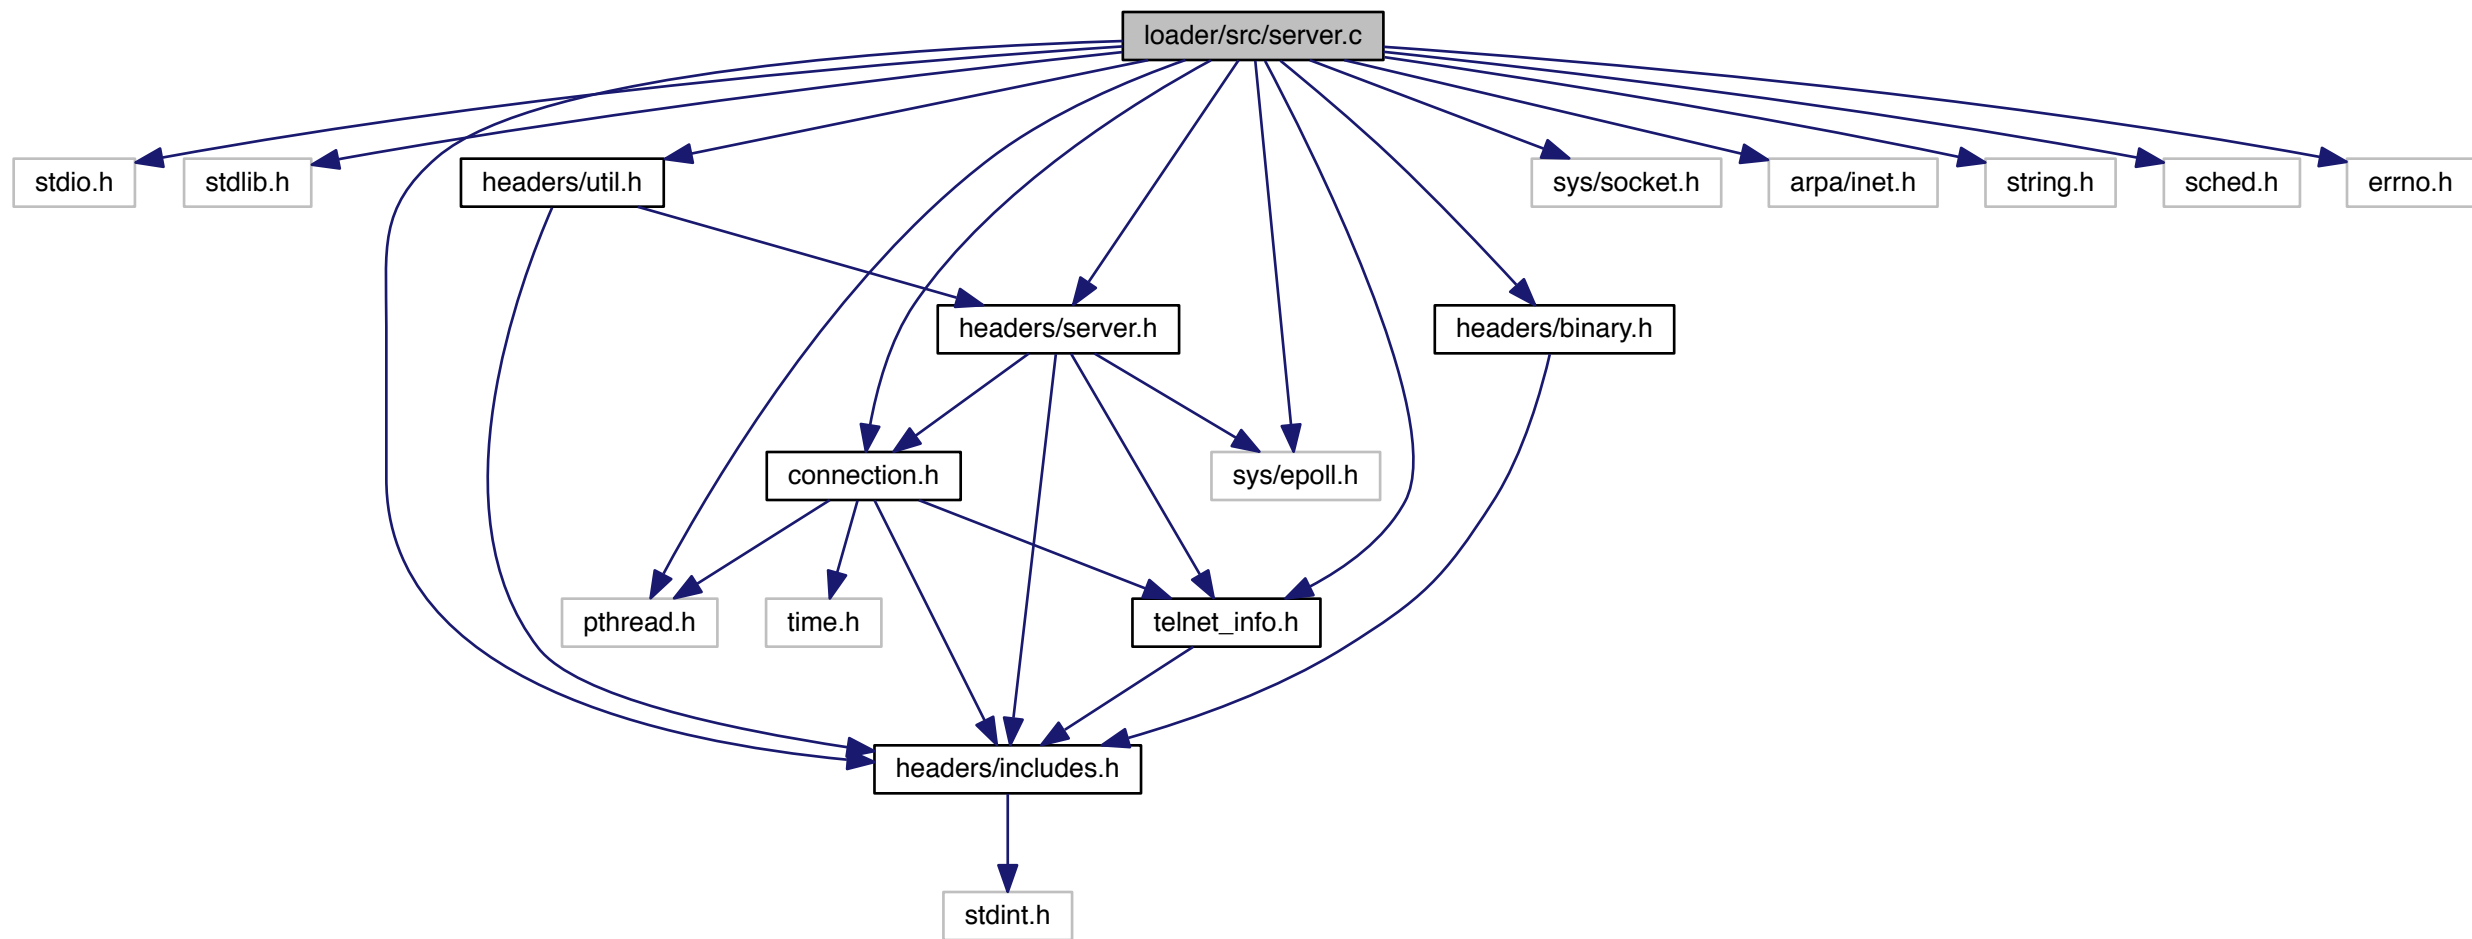 loader/src/server.c
stdio.h
stdlib.h
headers/util.h
sys/socket.h
arpa/inet.h
string.h
sched.h
errno.h
headers/server.h
headers/binary.h
connection.h
sys/epoll.h
pthread.h
time.h
telnet_info.h
headers/includes.h
stdint.h